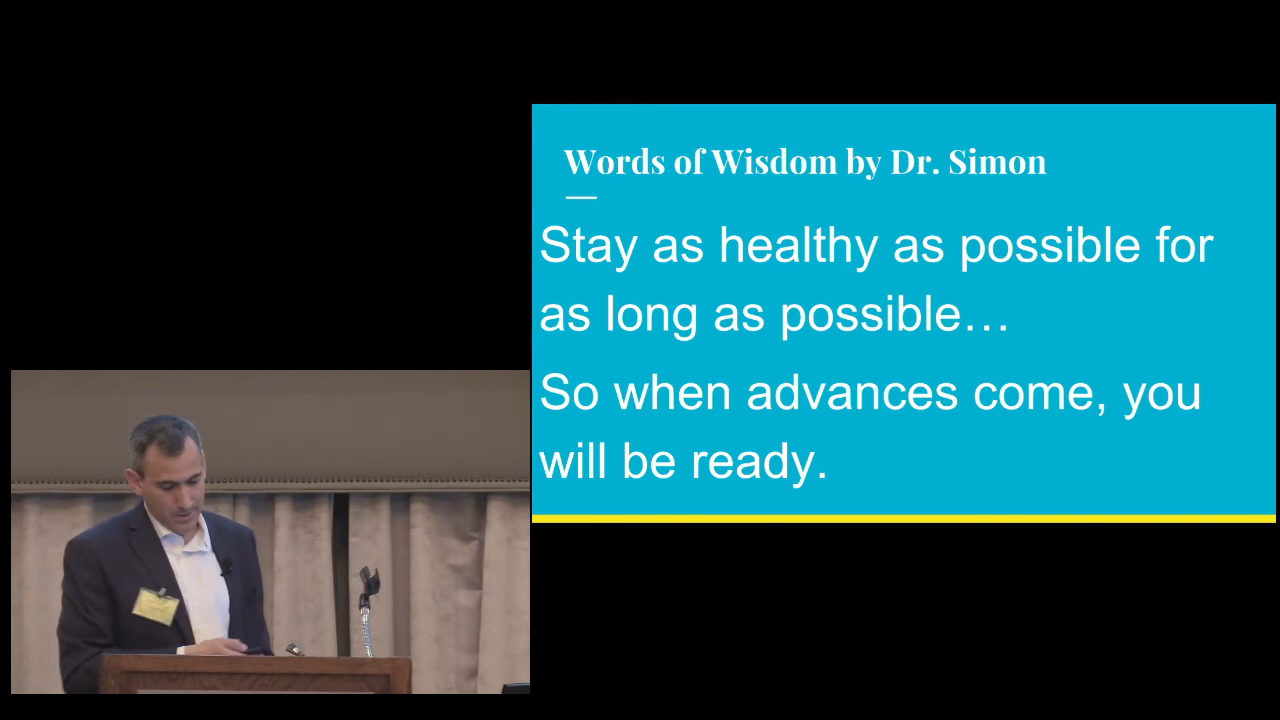 Words of Wisdom by Dr. Simon
Stay as healthy as possible for
as long as possible…
So when advances come, you
will be ready.